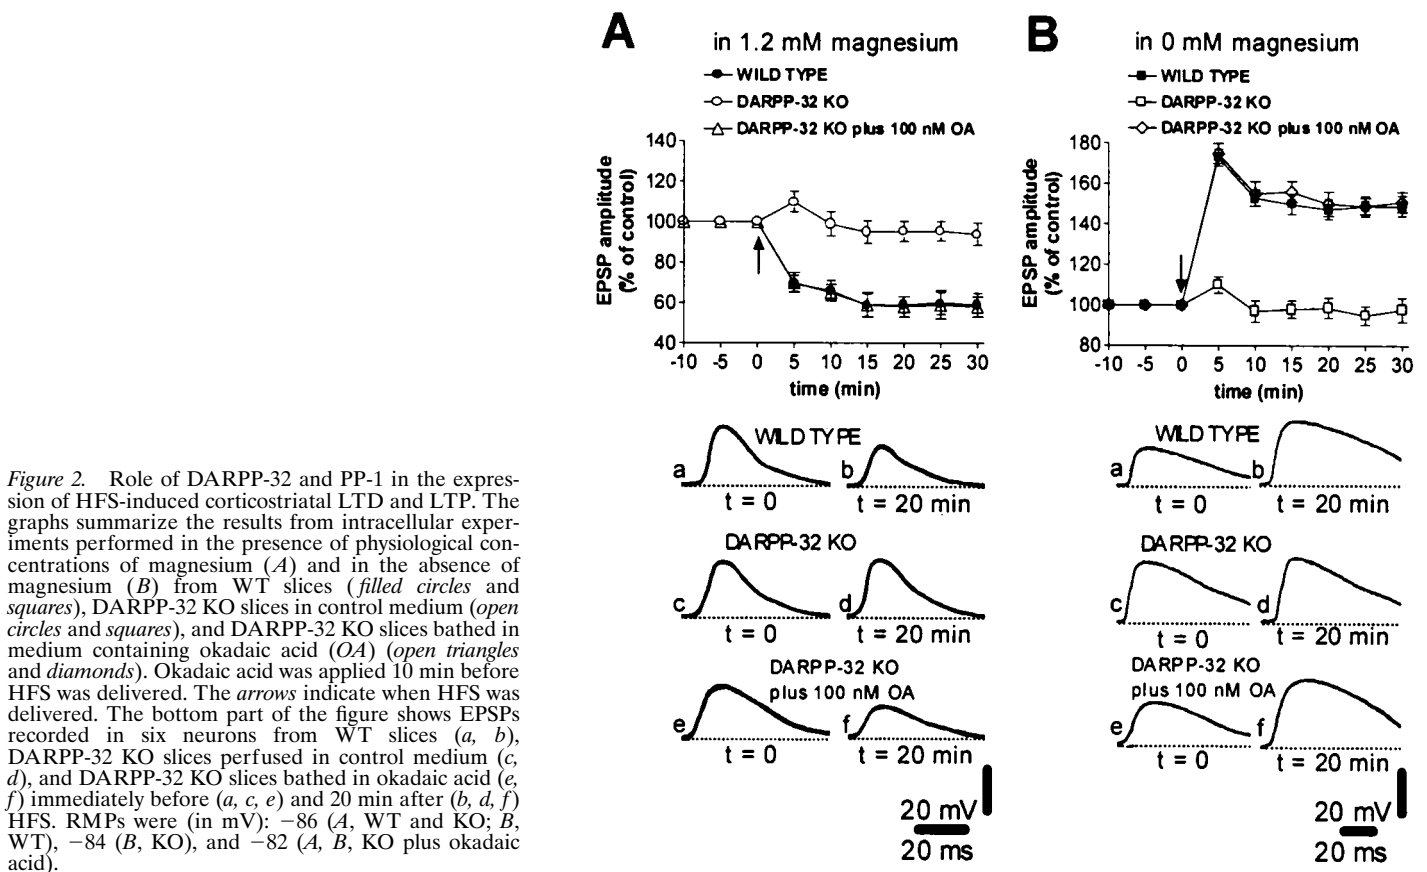 A
in 1.2 mM magnesium
WILD TYPE
DARPP-32 KO
DARPP-32 KO plus 100 nM OA
140
120
100
80
60
40
EPSP amplitude
(% of control)
-10 -5 0 5 10 15 20 25 30
time (min)
WILD TYPE
a
t = 0
b
t = 20 min
DARPP-32 KO
c
t = 0
d
t = 20 min
DARPP-32 KO
plus 100 nM OA
e
t = 0
f
t = 20 min
20 mV
20 ms
B
in 0 mM magnesium
WILD TYPE
DARPP-32 KO
DARPP-32 KO plus 100 nM OA
180
160
140
120
100
80
EPSP amplitude
(% of control)
-10 -5 0 5 10 15 20 25 30
time (min)
WILD TYPE
a
t = 0
b
t = 20 min
DARPP-32 KO
c
t = 0
d
t = 20 min
DARPP-32 KO
plus 100 nM OA
e
t = 0
f
t = 20 min
20 mV
20 ms
Figure 2. Role of DARPP-32 and PP-1 in the expres-
sion of HFS-induced corticostriatal LTD and LTP. The
graphs summarize the results from intracellular exper-
iments performed in the presence of physiological con-
centrations of magnesium (A) and in the absence of
magnesium (B) from WT slices (filled circles and
squares), DARPP-32 KO slices in control medium (open
circles and squares), and DARPP-32 KO slices bathed in
medium containing okadaic acid (OA) (open triangles
and diamonds). Okadaic acid was applied 10 min before
HFS was delivered. The arrows indicate when HFS was
delivered. The bottom part of the figure shows EPSPs
recorded in six neurons from WT slices (a, b),
DARPP-32 KO slices perfused in control medium (c,
d), and DARPP-32 KO slices bathed in okadaic acid (e,
f) immediately before (a, c, e) and 20 min after (b, d, f)
HFS. RMPs were (in mV): −86 (A, WT and KO; B,
WT), −84 (B, KO), and −82 (A, B, KO plus okadaic
acid).